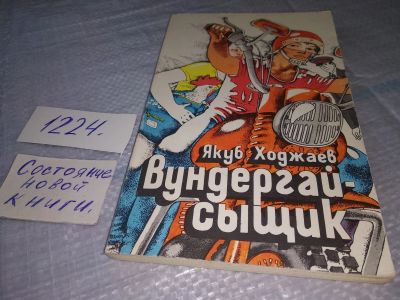 1224.
Состояние
новой
книги.
Якуб Ходжаев
Вундергай-
сыщик